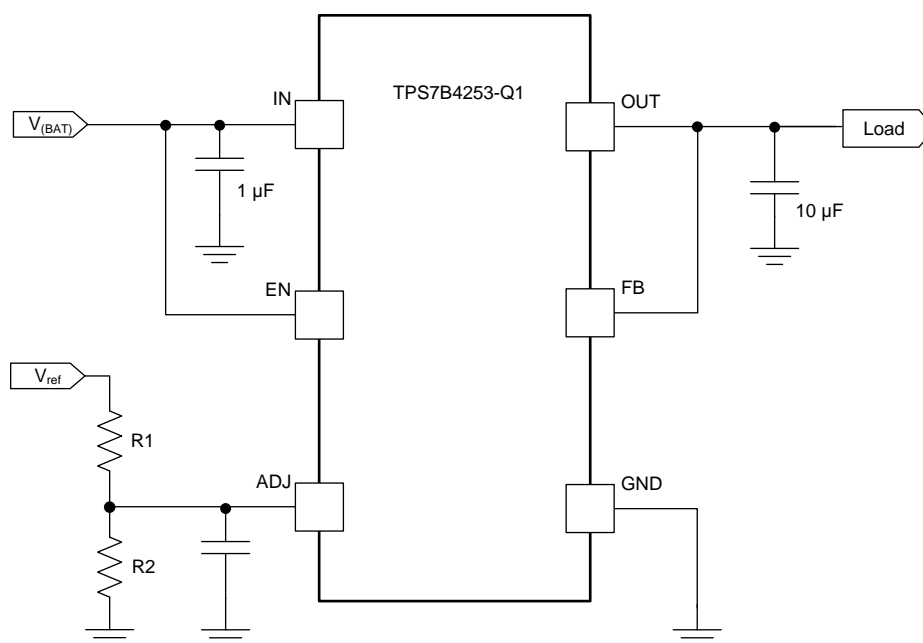 TPS7B4253-Q1
IN
OUT
V(BAT)
Load
1 µF
10 µF
EN
FB
Vref
R1
ADJ
GND
R2